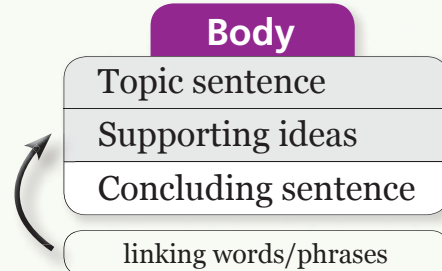 Body
Topic sentence
Supporting ideas
Concluding sentence
linking words/phrases